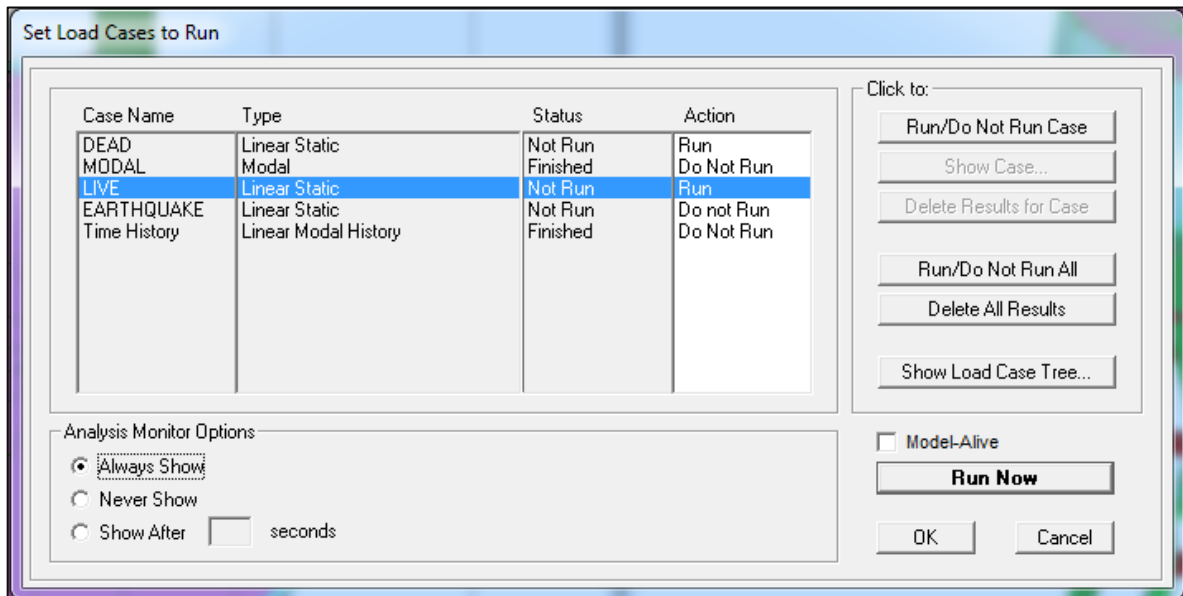 Set Load Cases to Run
Case Name Type Status Action
DEAD Linear Static Not Run Run
MODAL Modal Finished Do Not Run
LIVE Linear Static Not Run Run
EARTHQUAKE Linear Static Not Run Do not Run
Time History Linear Modal History Finished Do Not Run
Click to:
Run/Do Not Run Case
Show Case...
Delete Results for Case
Run/Do Not Run All
Delete All Results
Show Load Case Tree...
Analysis Monitor Options
Always Show
Never Show
Show After seconds
Model-Alive
Run Now
OK Cancel